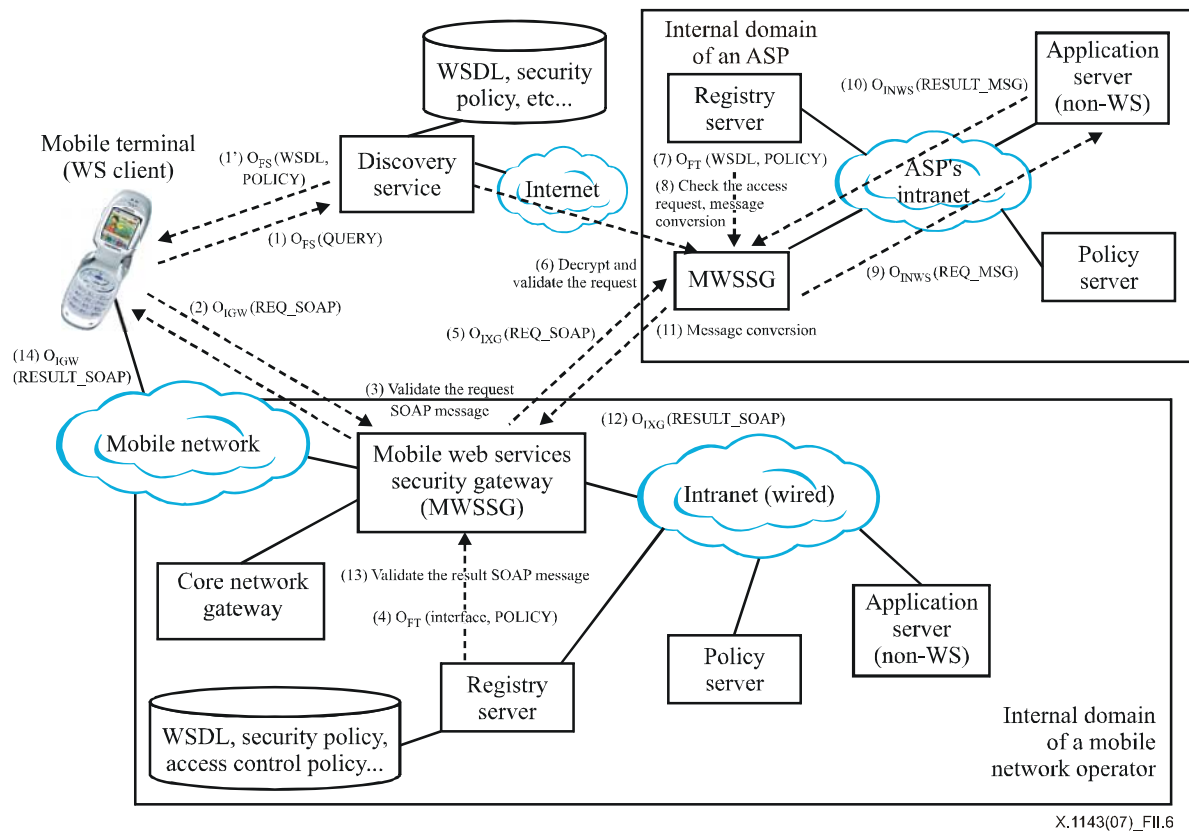 WSDL, security
policy, etc...
Internal domain
of an ASP
Registry
server
Application
server
(non-WS)
(10) O_INWS (RESULT_MSG)
Mobile terminal
(WS client)
(1') O_FS (WSDL,
POLICY)
Discovery
service
Internet
(7) O_FT (WSDL, POLICY)
(8) Check the access
request, message
conversion
ASP's
intranet
(1) O_FS (QUERY)
(6) Decrypt and
validate the request
MWSSG
(9) O_INWS (REQ_MSG)
Policy
server
(2) O_IGW (REQ_SOAP)
(5) O_IXG (REQ_SOAP)
(11) Message conversion
(14) O_IGW
(RESULT_SOAP)
(3) Validate the request
SOAP message
(12) O_IXG (RESULT_SOAP)
Mobile network
Mobile web services
security gateway
(MWSSG)
Intranet (wired)
Core network
gateway
(13) Validate the result SOAP message
(4) O_FT (interface, POLICY)
Application
server
(non-WS)
Policy
server
Registry
server
WSDL, security policy,
access control policy...
Internal domain
of a mobile
network operator
X.1143(07)_FII.6